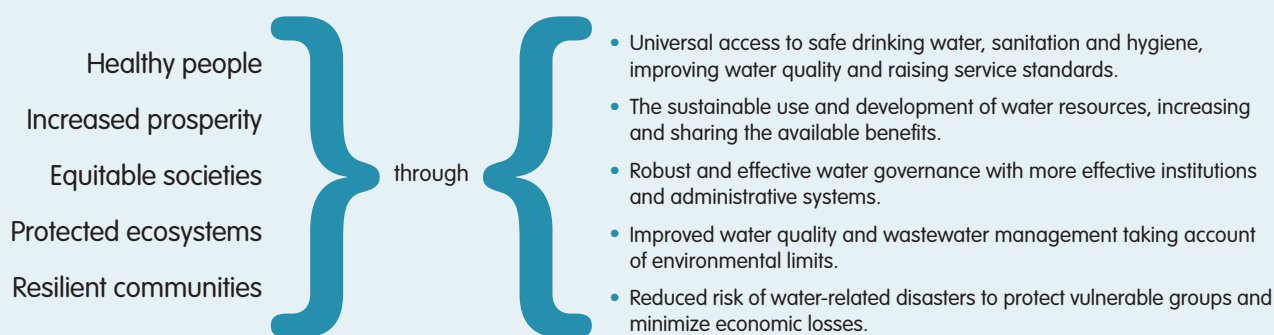 Healthy people
Increased prosperity
Equitable societies
Protected ecosystems
Resilient communities
through
• Universal access to safe drinking water, sanitation and hygiene,
improving water quality and raising service standards.
• The sustainable use and development of water resources, increasing
and sharing the available benefits.
• Robust and effective water governance with more effective institutions
and administrative systems.
• Improved water quality and wastewater management taking account
of environmental limits.
• Reduced risk of water-related disasters to protect vulnerable groups and
minimize economic losses.